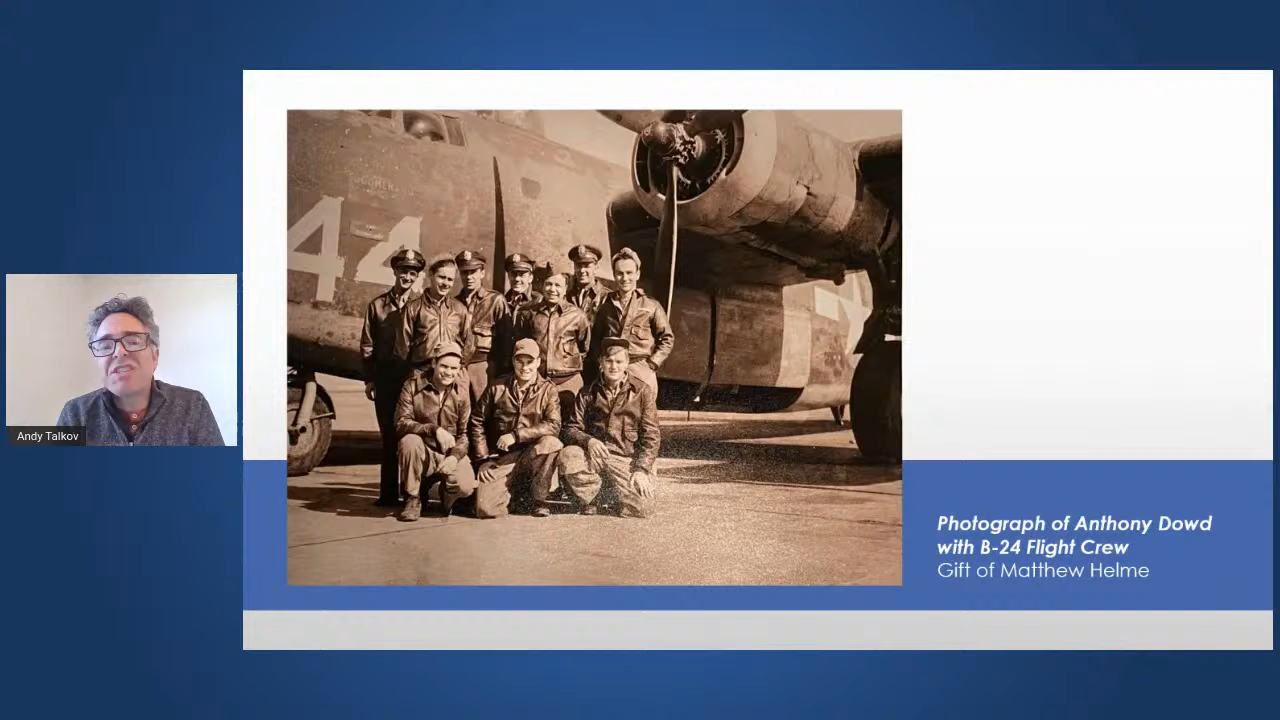 44
Andy Talkov
Photograph of Anthony Dowd
with B-24 Flight Crew
Gift of Matthew Helme